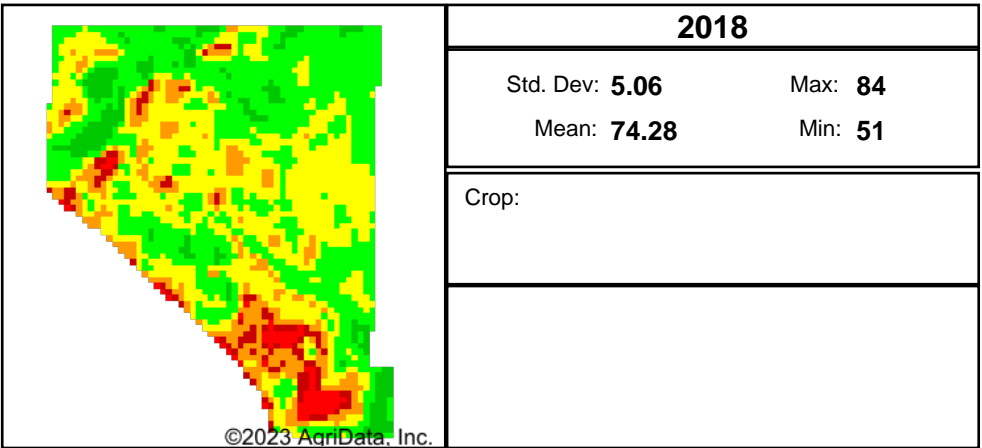 2018
Std. Dev: 5.06 Max: 84
Mean: 74.28 Min: 51
Crop:
©2023 AgriData, Inc.